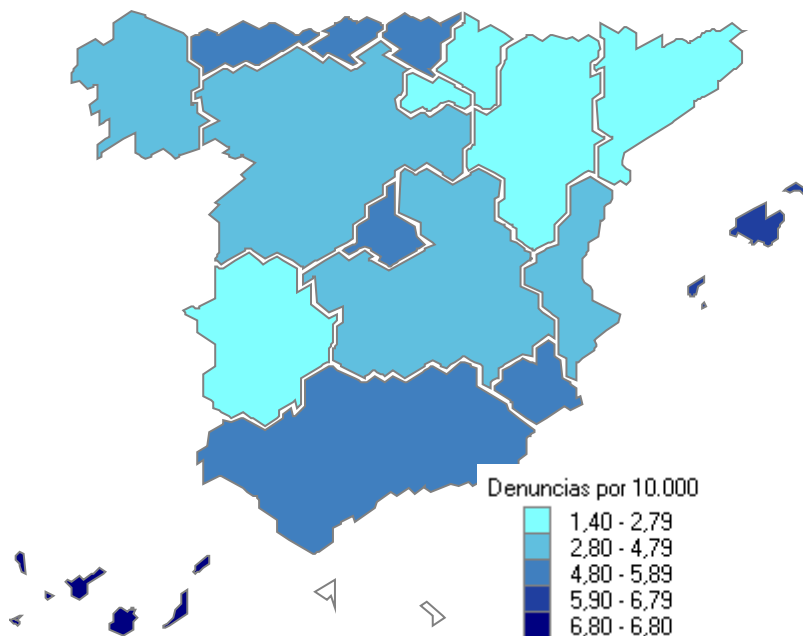 Denuncias por 10.000
1,40 - 2,79
2,80 - 4,79
4,80 - 5,89
5,90 - 6,79
6,80 - 6,80